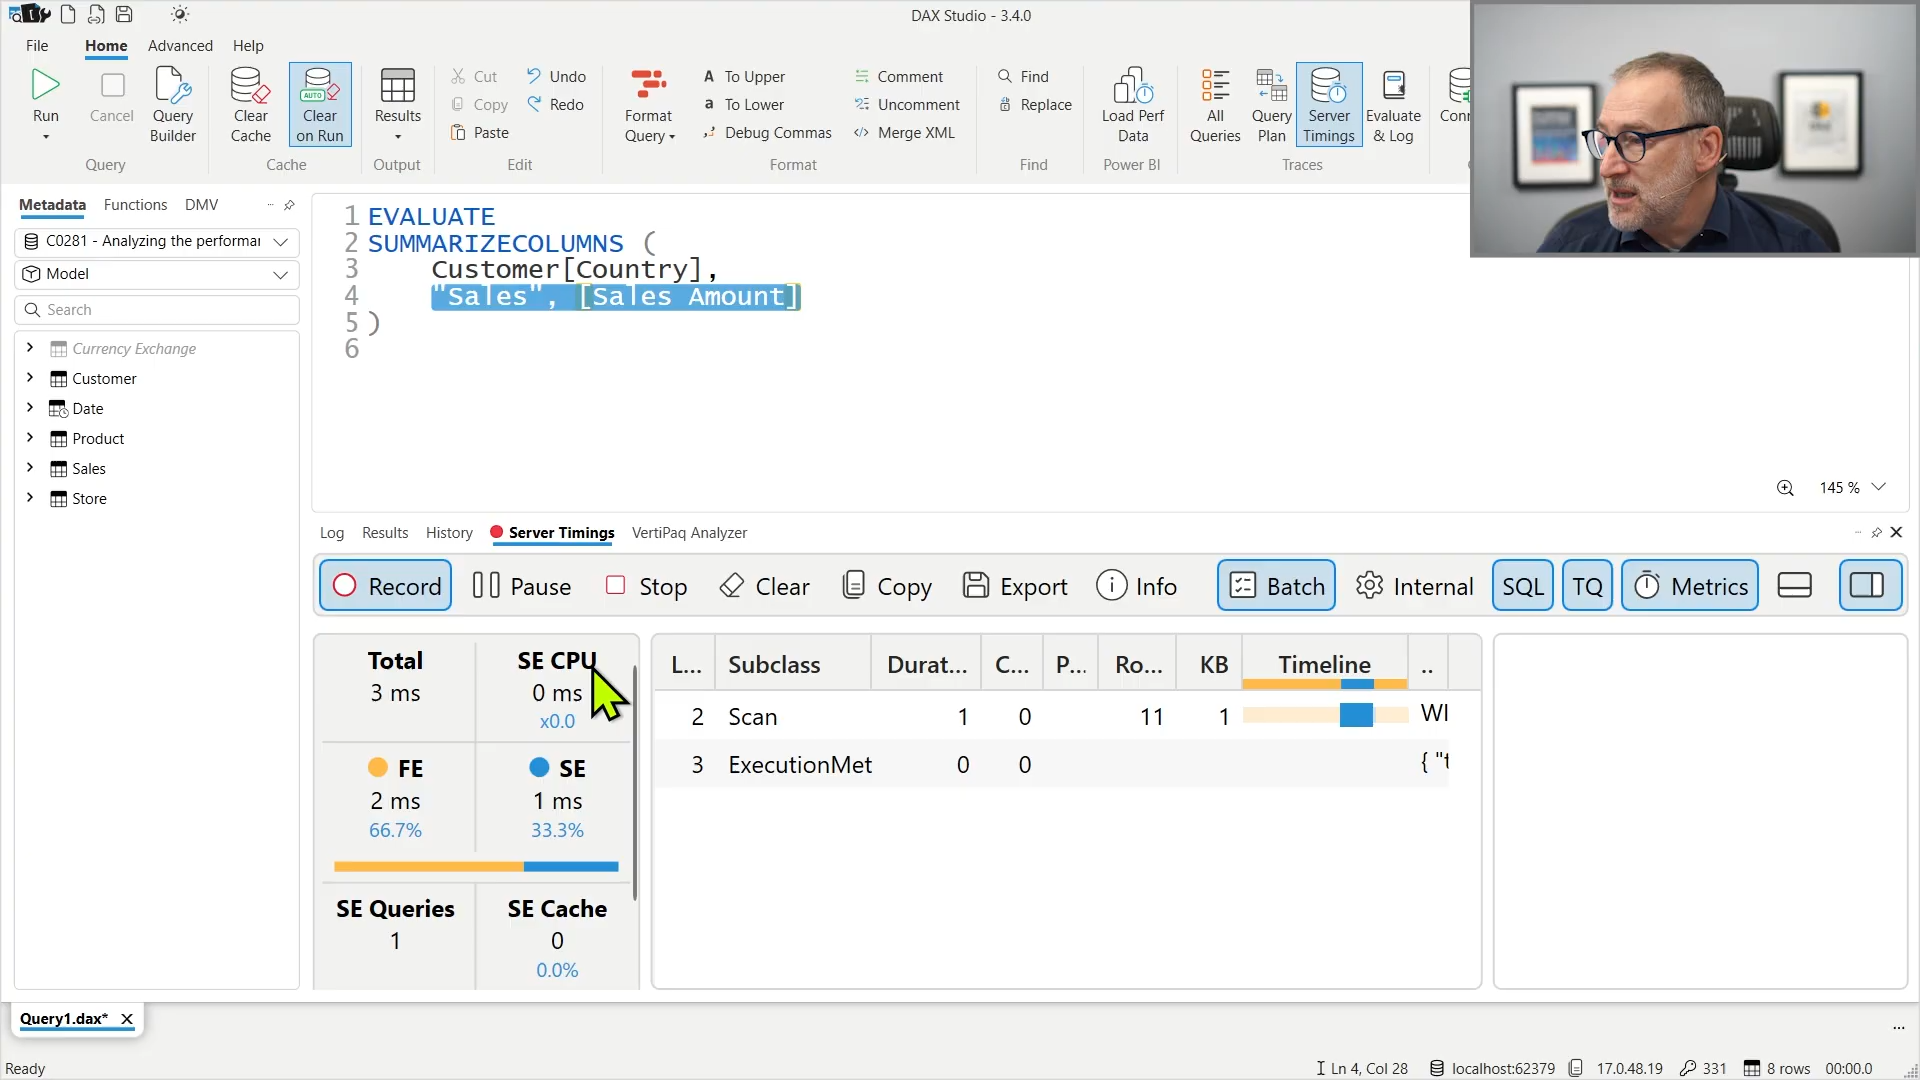 DAX Studio - 3.4.0
File Home Advanced Help
Run
Cancel
Query Builder
Query
Clear Cache
AUTO
Clear on Run
Cache
Results
Output
Cut
Copy
Paste
Undo
Redo
Edit
Format Query
A To Upper
a To Lower
Debug Commas
Comment
Uncomment
Merge XML
Format
Find
Replace
Find
Load Perf Data
Power BI
All Queries
Query Plan
Server Timings
Evaluate & Log
Traces
Metadata Functions DMV
C0281 - Analyzing the performar
Model
Search
Currency Exchange
Customer
Date
Product
Sales
Store
1 EVALUATE
2 SUMMARIZECOLUMNS (
3 Customer[Country],
4 "Sales", [Sales Amount]
5 )
6
145 %
Log Results History Server Timings VertiPaq Analyzer
Record Pause Stop Clear Copy Export Info Batch Internal SQL TQ Metrics
Total SE CPU
3 ms 0 ms
x0.0
FE SE
2 ms 1 ms
66.7% 33.3%
SE Queries SE Cache
1 0
0.0%
L... Subclass Durat... C... P... Ro... KB Timeline ..
2 Scan 1 0 11 1 WI
3 ExecutionMet 0 0 { "t
Query1.dax*
Ready Ln 4, Col 28 localhost:62379 17.0.48.19 331 8 rows 00:00.0